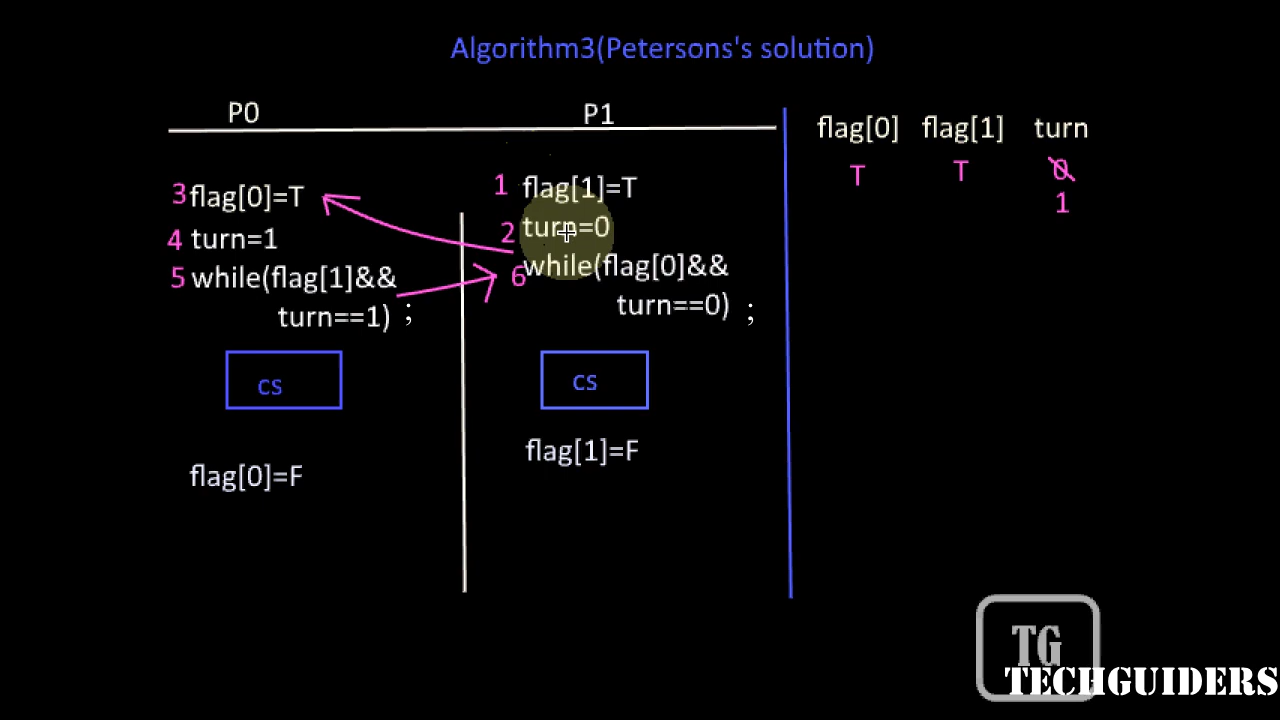 Algorithm3(Petersons's solution)
P0
3 flag[0]=T
4 turn=1
5 while(flag[1]&&
turn==1) ;
cs
flag[0]=F
P1
1 flag[1]=T
2 turn=0
6 while(flag[0]&&
turn==0) ;
cs
flag[1]=F
flag[0] flag[1] turn
T T 0
1
TG
TECHGUIDERS